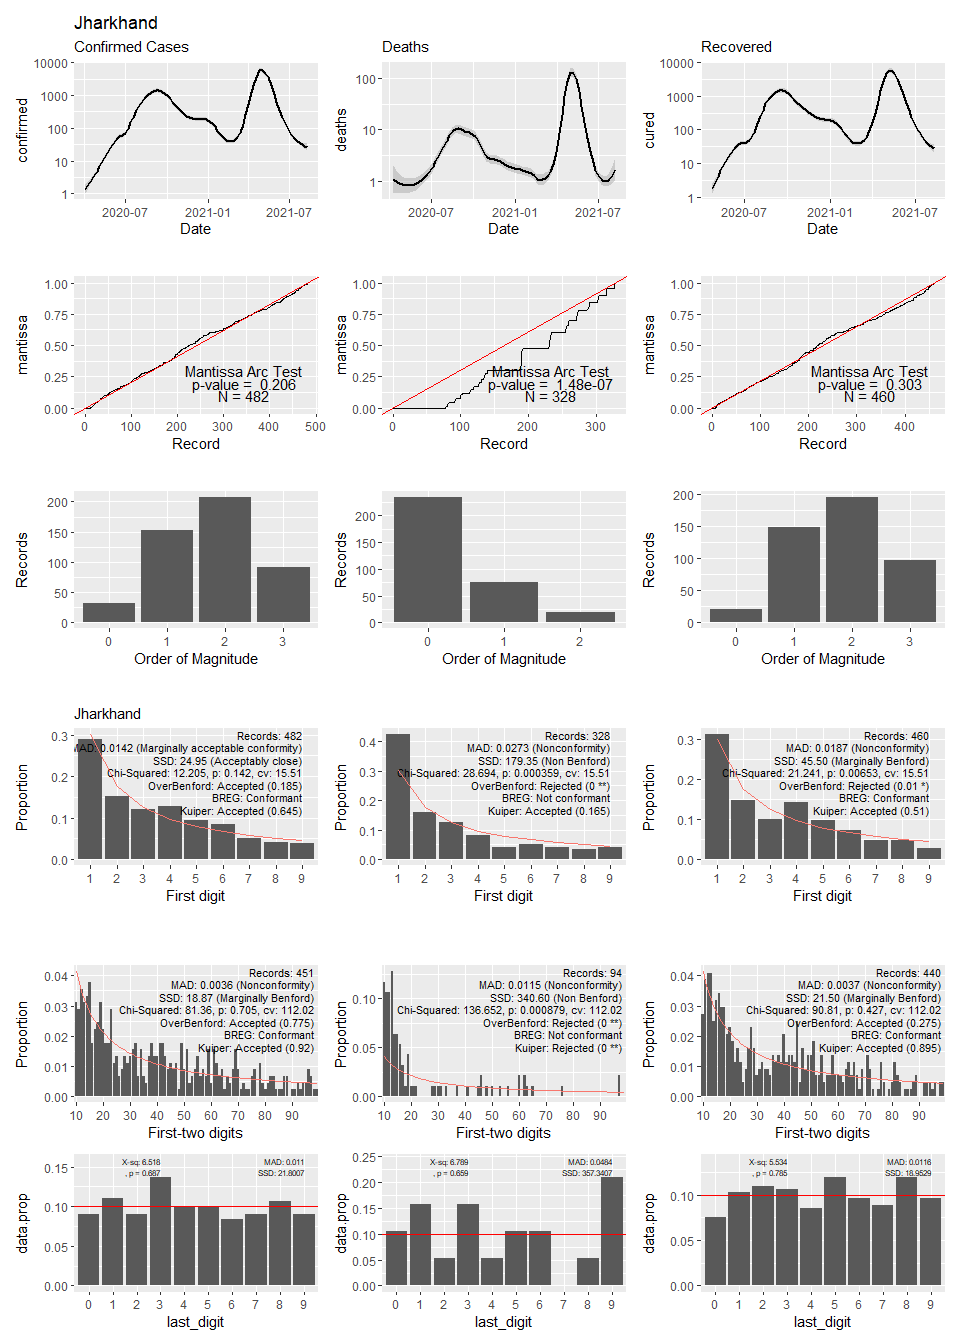 Jharkhand
Confirmed Cases
Deaths
Recovered
confirmed
10000
1000
100
10
1
2020-07 2021-01 2021-07
Date
deaths
100
10
1
2020-07 2021-01 2021-07
Date
cured
10000
1000
100
10
1
2020-07 2021-01 2021-07
Date
mantissa
1.00
0.75
0.50
0.25
0.00
Mantissa Arc Test
p-value = 0.206
N = 482
0 100 200 300 400 500
Record
mantissa
1.00
0.75
0.50
0.25
0.00
Mantissa Arc Test
p-value = 1.48e-07
N = 328
0 100 200 300
Record
mantissa
1.00
0.75
0.50
0.25
0.00
Mantissa Arc Test
p-value = 0.303
N = 460
0 100 200 300 400
Record
Records
200
150
100
50
0
0 1 2 3
Order of Magnitude
Records
200
150
100
50
0
0 1 2
Order of Magnitude
Records
200
150
100
50
0
0 1 2 3
Order of Magnitude
Jharkhand
Proportion
0.3
0.2
0.1
0.0
Records: 482
MAD: 0.0142 (Marginally acceptable conformity)
SSD: 24.95 (Acceptably close)
Chi-Squared: 12.205, p: 0.142, cv: 15.51
OverBenford: Accepted (0.185)
BREG: Conformant
Kuiper: Accepted (0.645)
1 2 3 4 5 6 7 8 9
First digit
Proportion
0.4
0.3
0.2
0.1
0.0
Records: 328
MAD: 0.0273 (Nonconformity)
SSD: 179.35 (Non Benford)
Chi-Squared: 28.694, p: 0.000359, cv: 15.51
OverBenford: Rejected (0 **)
BREG: Not conformant
Kuiper: Accepted (0.165)
1 2 3 4 5 6 7 8 9
First digit
Proportion
0.3
0.2
0.1
0.0
Records: 460
MAD: 0.0187 (Nonconformity)
SSD: 45.50 (Non Benford)
Chi-Squared: 21.241, p: 0.00653, cv: 15.51
OverBenford: Rejected (0.01 *)
BREG: Conformant
Kuiper: Accepted (0.51)
1 2 3 4 5 6 7 8 9
First digit
Proportion
0.04
0.03
0.02
0.01
0.00
Records: 451
MAD: 0.0036 (Nonconformity)
SSD: 18.87 (Marginally Benford)
Chi-Squared: 81.36, p: 0.705, cv: 112.02
OverBenford: Accepted (0.775)
BREG: Conformant
Kuiper: Accepted (0.92)
10 20 30 40 50 60 70 80 90
First-two digits
Proportion
0.10
0.05
0.00
Records: 94
MAD: 0.0115 (Nonconformity)
SSD: 340.60 (Non Benford)
Chi-Squared: 136.652, p: 0.000879, cv: 112.02
OverBenford: Rejected (0 **)
BREG: Not conformant
Kuiper: Rejected (0 **)
10 20 30 40 50 60 70 80 90
First-two digits
Proportion
0.04
0.03
0.02
0.01
0.00
Records: 440
MAD: 0.0037 (Nonconformity)
SSD: 21.50 (Marginally Benford)
Chi-Squared: 90.81, p: 0.427, cv: 112.02
OverBenford: Accepted (0.275)
BREG: Conformant
Kuiper: Accepted (0.895)
10 20 30 40 50 60 70 80 90
First-two digits
data.prop
0.15
0.10
0.05
0.00
X-sq: 6.518
, p = 0.687
MAD: 0.011
SSD: 21.8007
0 1 2 3 4 5 6 7 8 9
last_digit
data.prop
0.25
0.20
0.15
0.10
0.05
0.00
X-sq: 6.789
, p = 0.659
MAD: 0.0484
SSD: 357.3407
0 1 2 3 4 5 6 7 8 9
last_digit
data.prop
0.10
0.05
0.00
X-sq: 5.534
, p = 0.785
MAD: 0.0116
SSD: 18.9529
0 1 2 3 4 5 6 7 8 9
last_digit